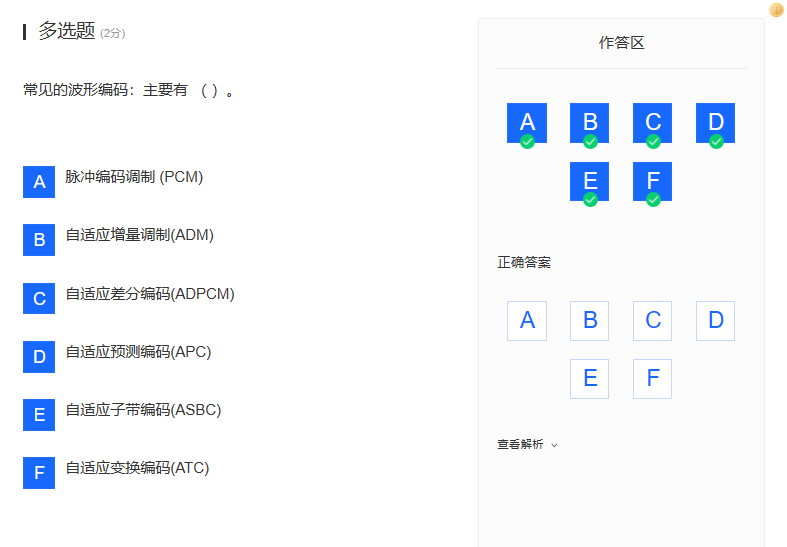 多选题 (2分)
常见的波形编码：主要有 （ ）。
A 脉冲编码调制 (PCM)
B 自适应增量调制(ADM)
C 自适应差分编码(ADPCM)
D 自适应预测编码(APC)
E 自适应子带编码(ASBC)
F 自适应变换编码(ATC)
作答区
A B C D
E F
正确答案
A B C D
E F
查看解析